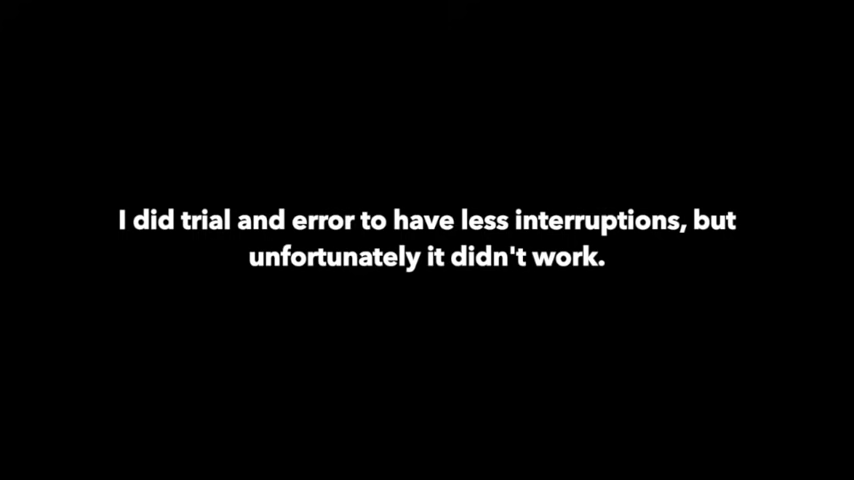 I did trial and error to have less interruptions, but
unfortunately it didn't work.